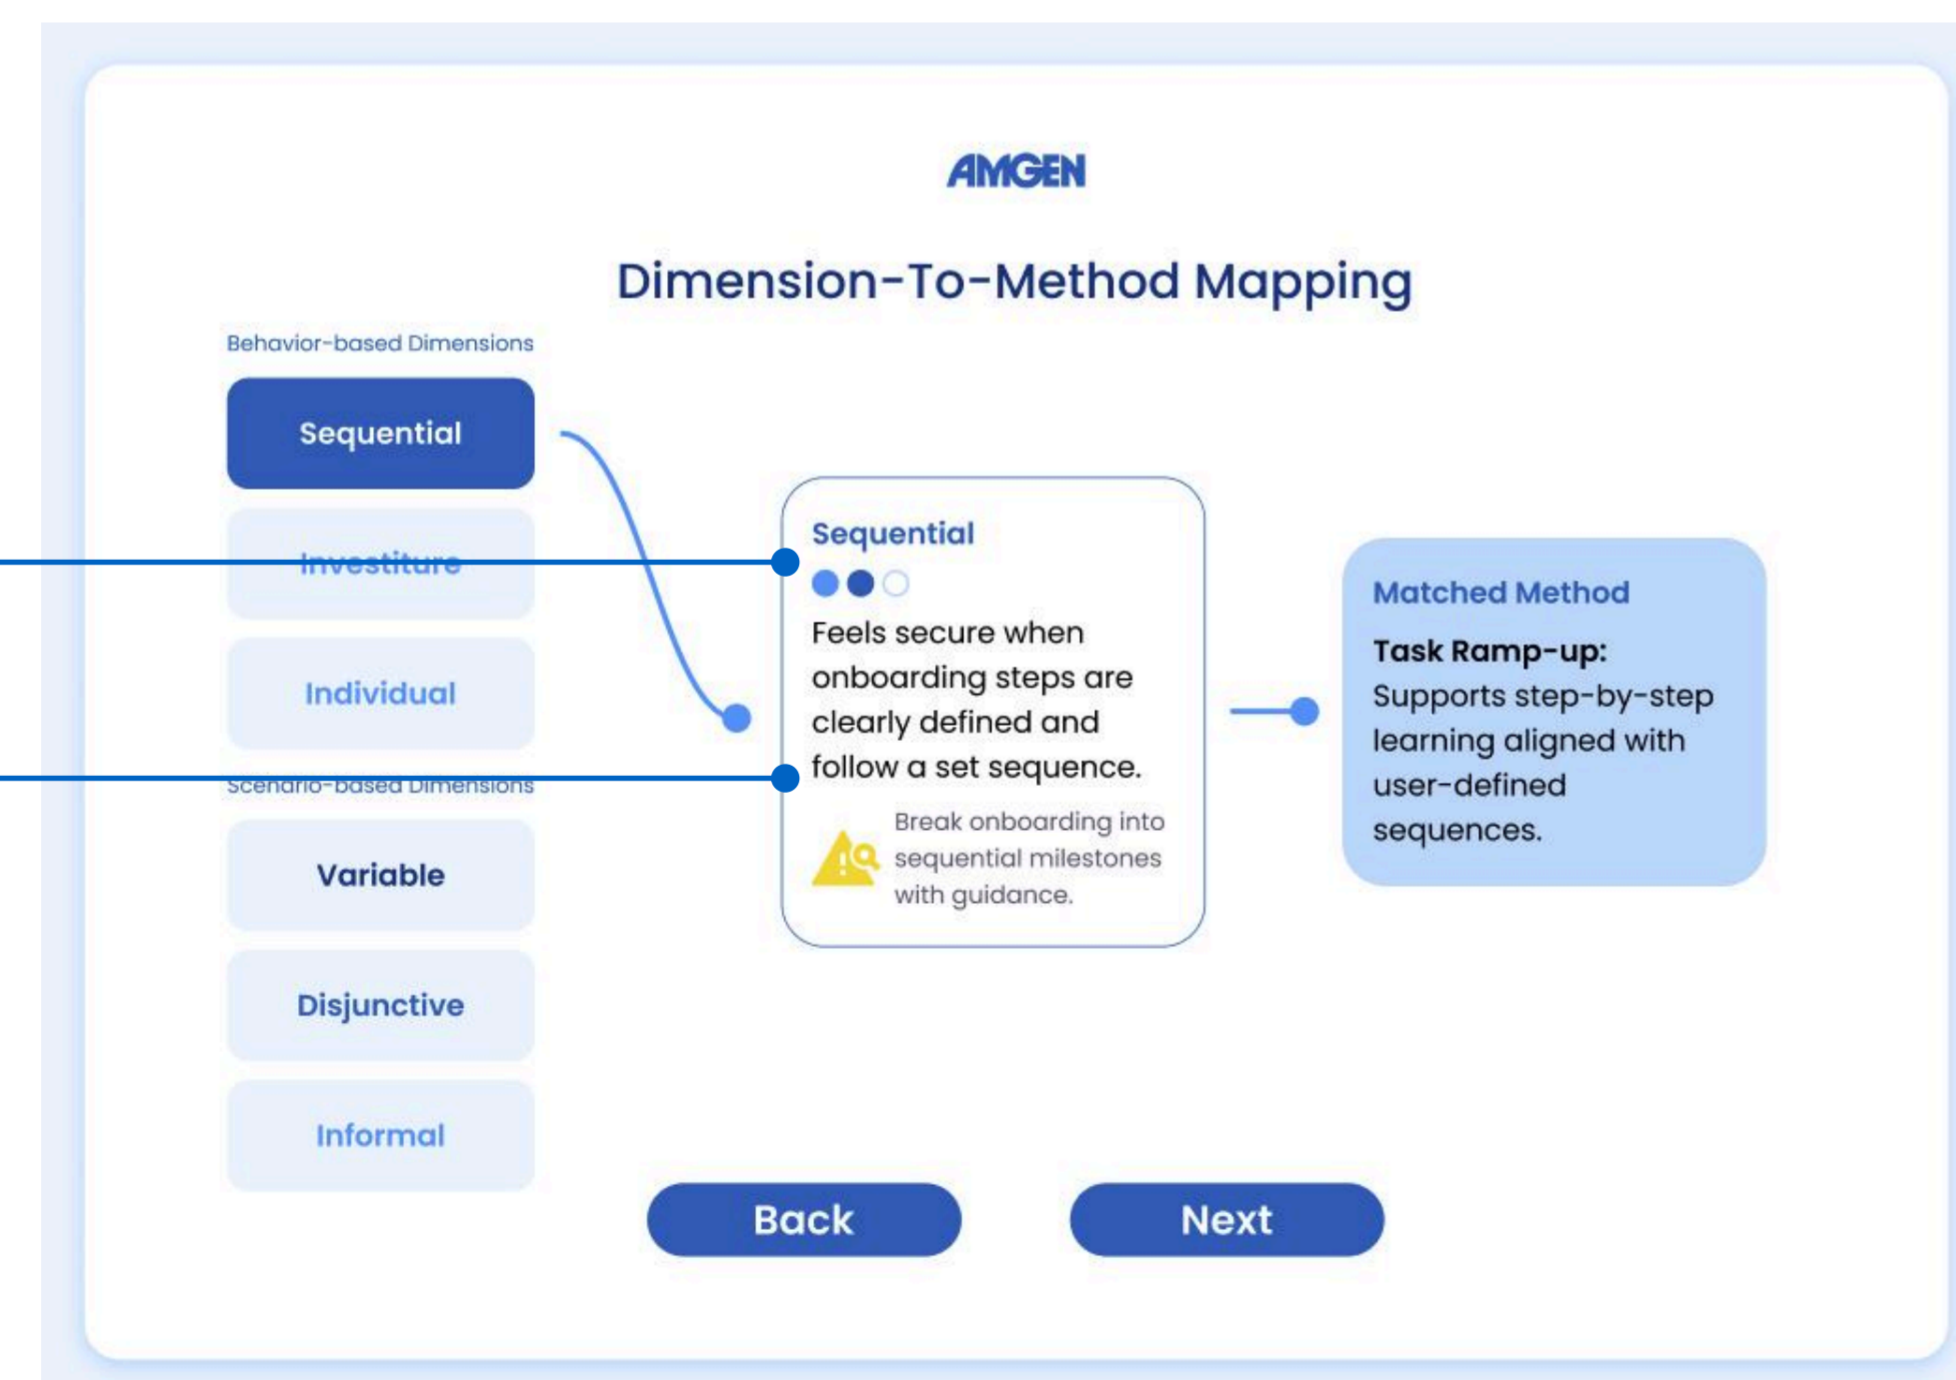 AMGEN
Dimension-To-Method Mapping
Behavior-based Dimensions
Sequential
Investiture
Individual
Scenario-based Dimensions
Variable
Disjunctive
Informal
Sequential
Feels secure when
onboarding steps are
clearly defined and
follow a set sequence.
Break onboarding into
sequential milestones
with guidance.
Matched Method
Task Ramp-up:
Supports step-by-step
learning aligned with
user-defined
sequences.
Back
Next